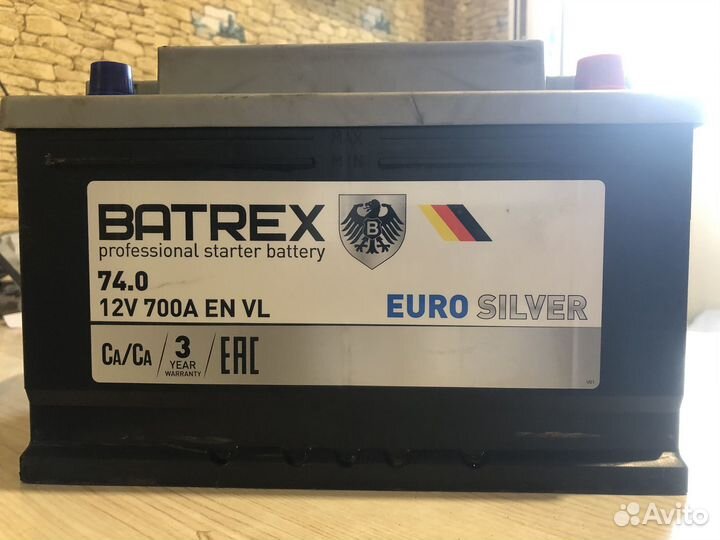 MAX
MIN
BATREX
B
professional starter battery
74.0
12V 700A EN VL
EURO SILVER
CA/CA / 3 YEAR WARRANTY / EAC
Avito